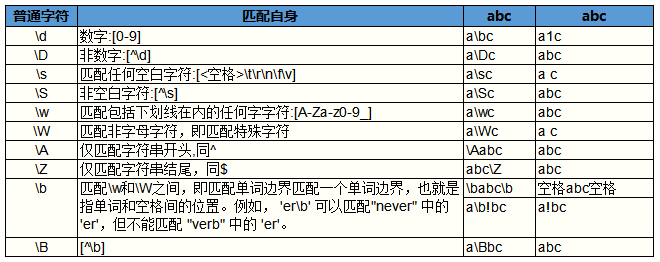 普通字符 匹配自身 abc abc
\d 数字:[0-9] a\bc a1c
\D 非数字:[^\d] a\Dc abc
\s 匹配任何空白字符:[<空格>\t\r\n\f\v] a\sc a c
\S 非空白字符:[^\s] a\Sc abc
\w 匹配包括下划线在内的任何字字符:[A-Za-z0-9_] a\wc abc
\W 匹配非字母字符，即匹配特殊字符 a\Wc a c
\A 仅匹配字符串开头,同^ \Aabc abc
\Z 仅匹配字符串结尾，同$ abc\Z abc
\b 匹配\w和\W之间，即匹配单词边界匹配一个单词边界，也就是 \babc\b 空格abc空格
指单词和空格间的位置。例如， 'er\b' 可以匹配"never" 中的 a\b!bc a!bc
'er'，但不能匹配 "verb" 中的 'er'。
\B [^\b] a\Bbc abc